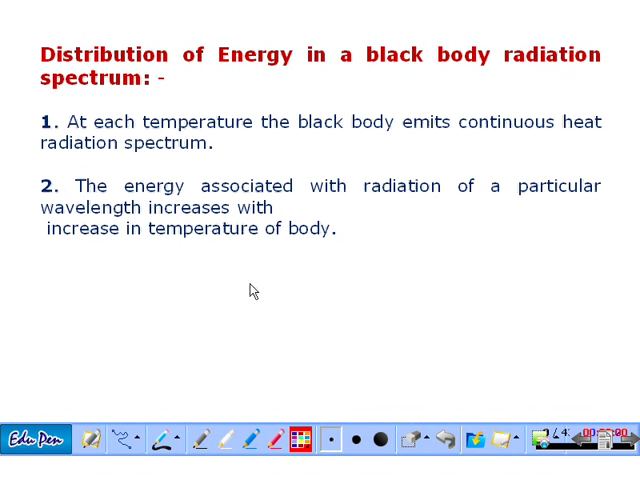 Distribution of Energy in a black body radiation
spectrum: -
1. At each temperature the black body emits continuous heat
radiation spectrum.
2. The energy associated with radiation of a particular
wavelength increases with
increase in temperature of body.
Edu Pen